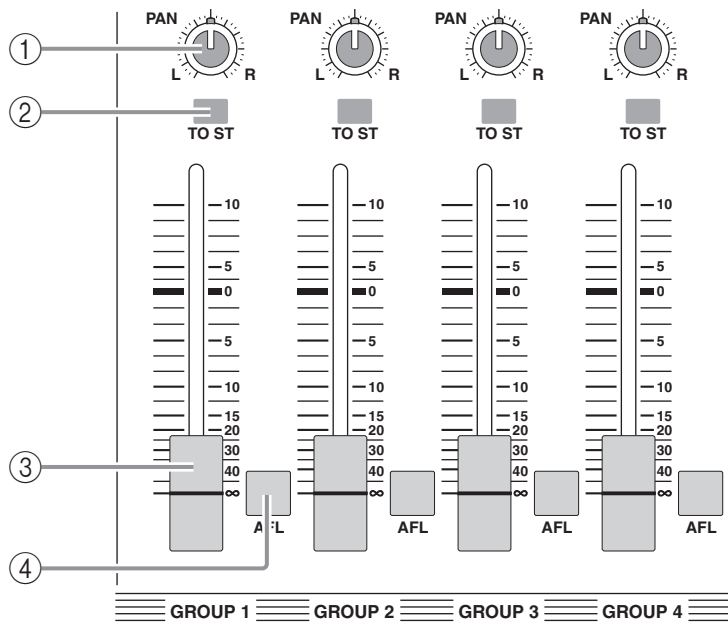 PAN PAN PAN PAN
①
L R L R L R L R
②
TO ST TO ST TO ST TO ST
10 10 10 10
5 5 5 5
0 0 0 0
5 5 5 5
10 10 10 10
15 15 15 15
20 20 20 20
30 30 30 30
③
40 40 40 40
∞ ∞ ∞ ∞
AFL AFL AFL AFL
④
GROUP 1 GROUP 2 GROUP 3 GROUP 4